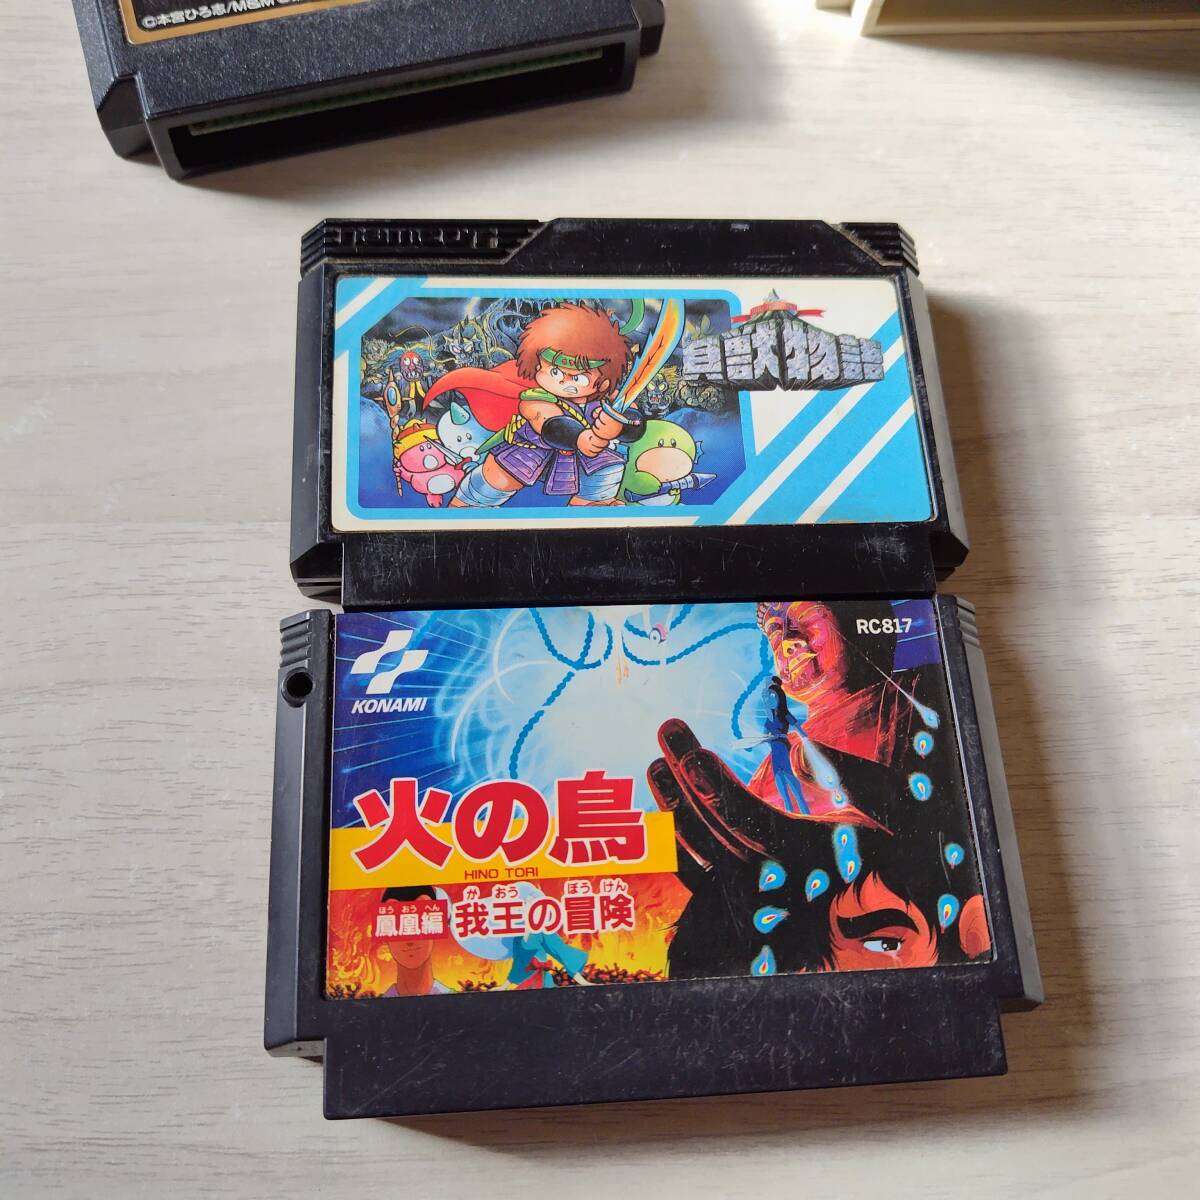 ©本宮ひろ志/M&M
namcot
貝獣物語
RC817
KONAMI
火の鳥
HINO TORI
ほうおうへん
鳳凰編
が おう ぼう けん
我王の冒険